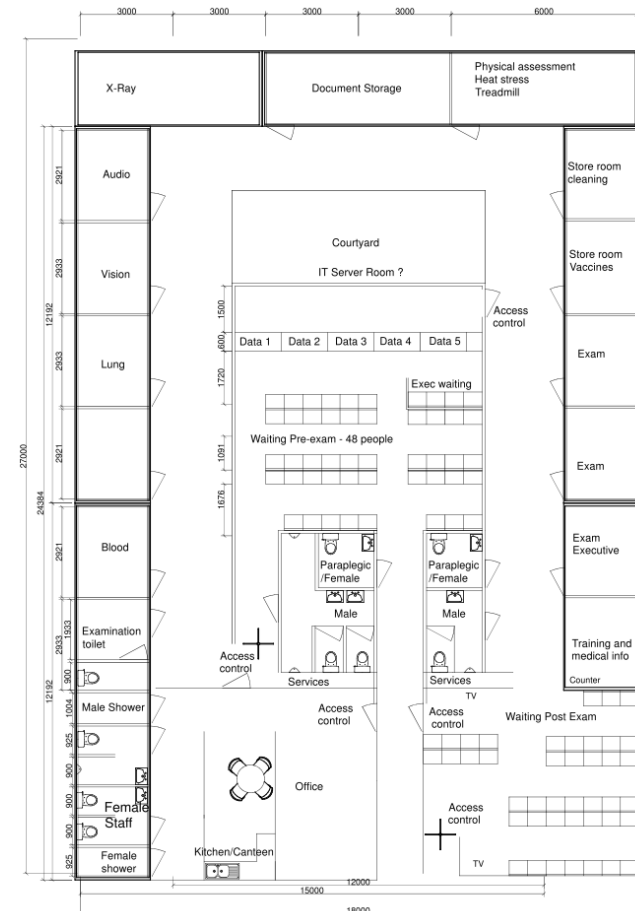 3000
3000
3000
3000
6000
X-Ray
Document Storage
Physical assessment
Heat stress
Treadmill
2921
Audio
Store room
cleaning
Courtyard
2933
Vision
Store room
Vaccines
IT Server Room ?
12192
1500
Access
control
600
Data 1
Data 2
Data 3
Data 4
Data 5
2933
Lung
Exam
1720
Exec waiting
Waiting Pre-exam - 48 people
27000
24384
2921
1091
Exam
1676
2921
Blood
Exam
Executive
Paraplegic
/Female
Paraplegic
/Female
Male
Male
1933
2933
Examination
toilet
Training and
medical info
Access
control
900
Services
Services
Counter
12192
TV
1004
Male Shower
Access
control
Access
control
Waiting Post Exam
925
900
Office
900
Female
Staff
Access
control
900
Kitchen/Canteen
925
Female
shower
TV
12000
15000
18000